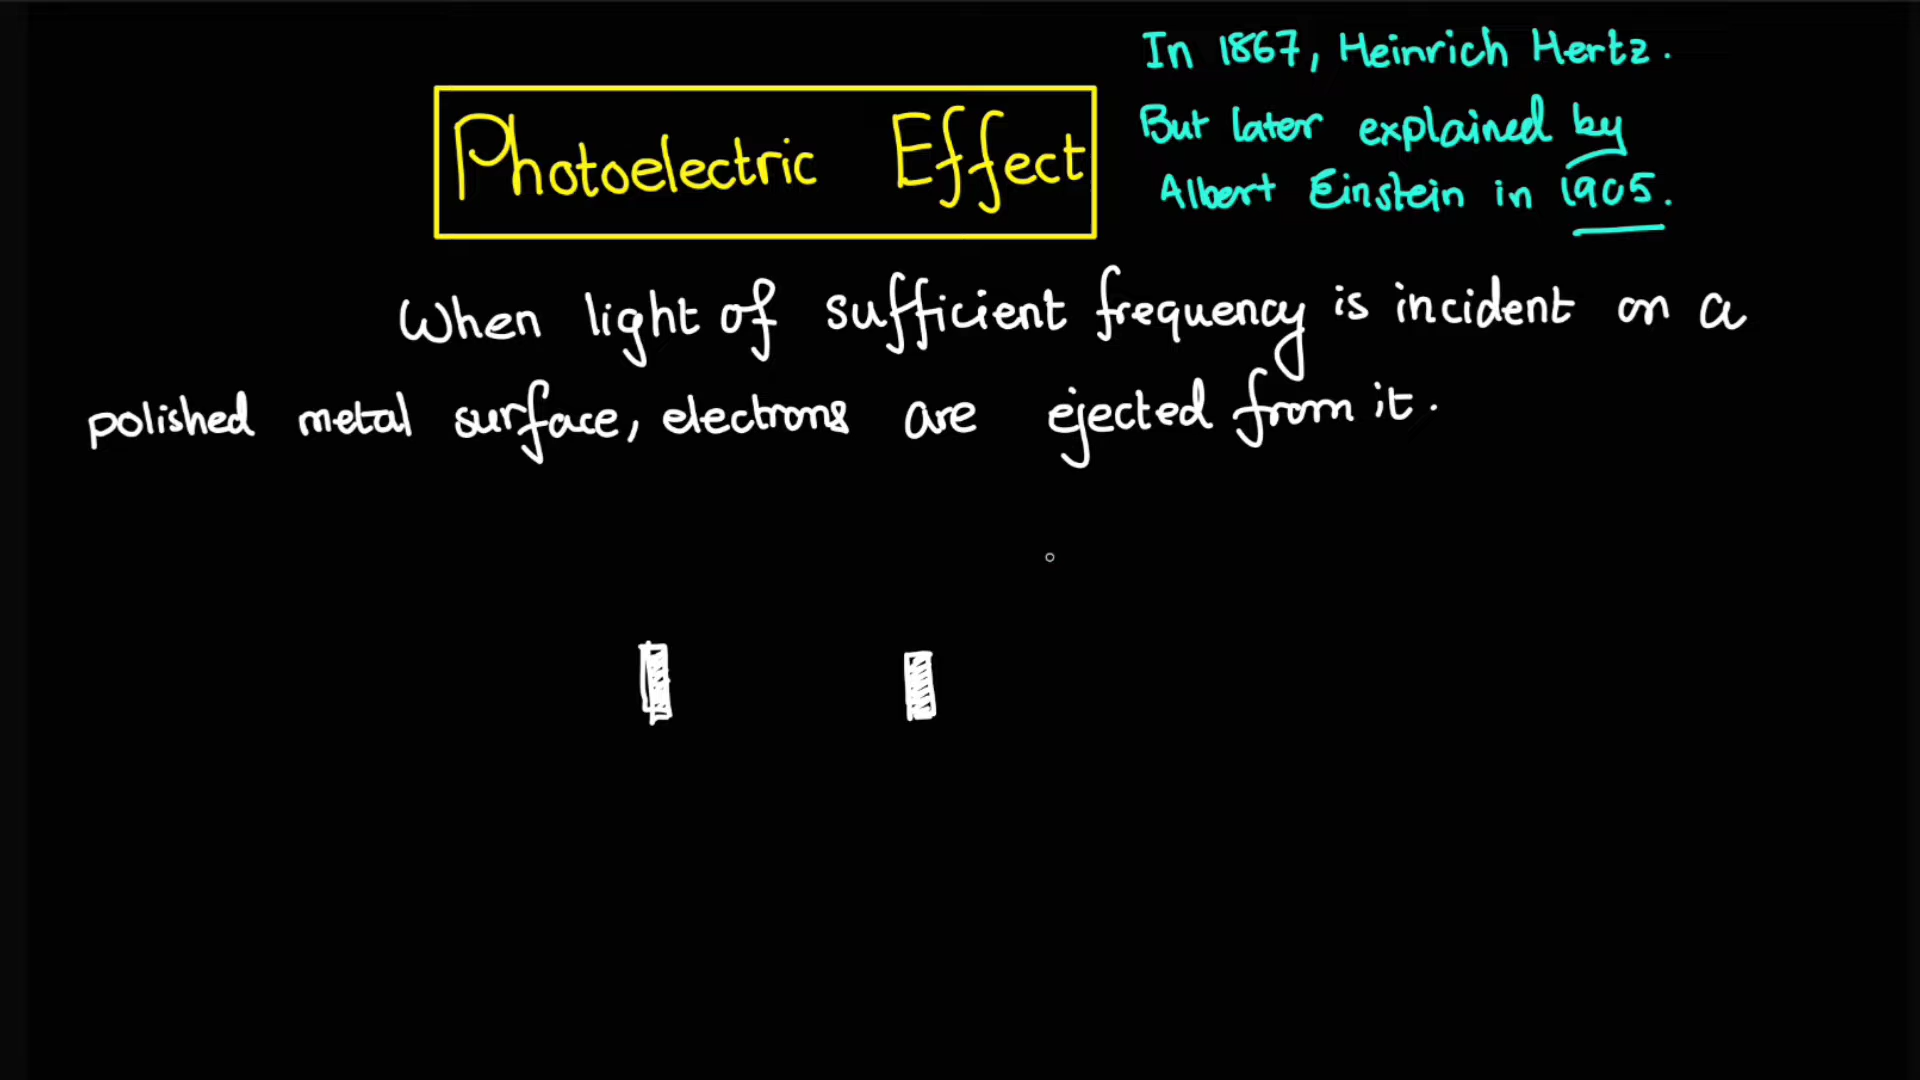 In 1867, Heinrich Hertz.
But later explained by
Albert Einstein in 1905.
Photoelectric Effect
When light of sufficient frequency is incident on a
polished metal surface, electrons are ejected from it.